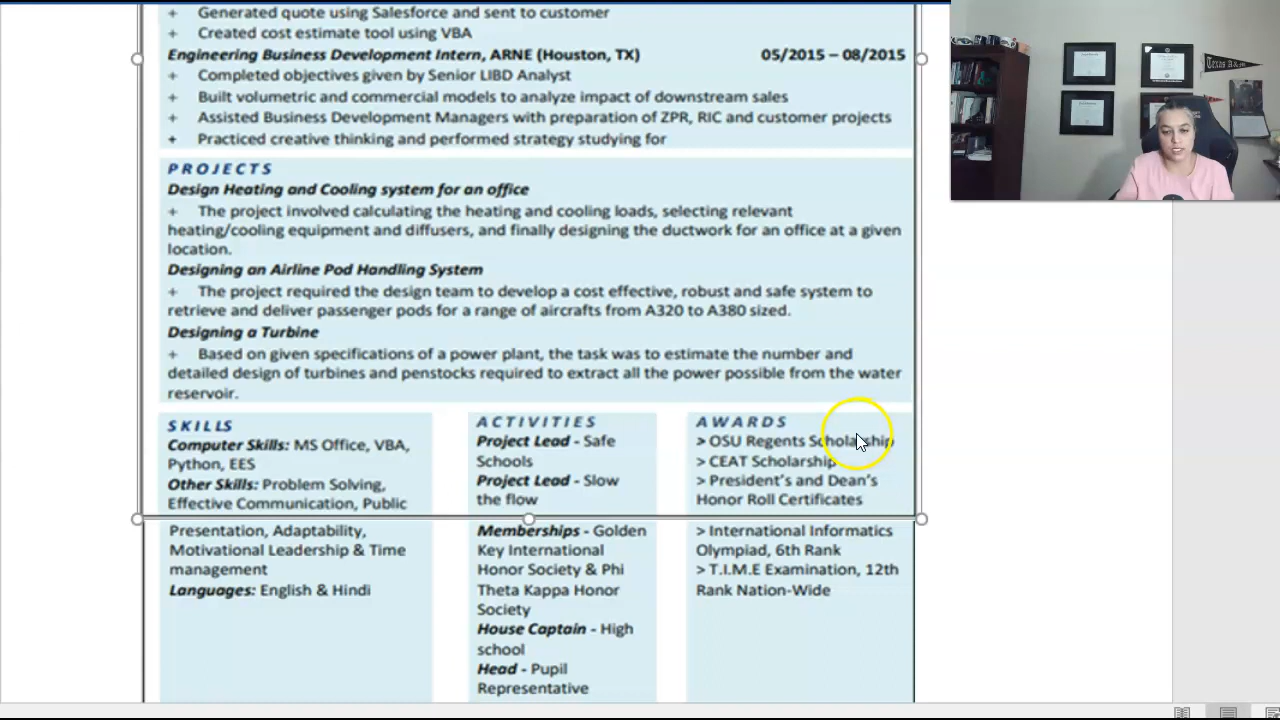 + Generated quote using Salesforce and sent to customer
+ Created cost estimate tool using VBA
Engineering Business Development Intern, ARNE (Houston, TX) 05/2015 – 08/2015
+ Completed objectives given by Senior LIBD Analyst
+ Built volumetric and commercial models to analyze impact of downstream sales
+ Assisted Business Development Managers with preparation of ZPR, RIC and customer projects
+ Practiced creative thinking and performed strategy studying for
PROJECTS
Design Heating and Cooling system for an office
+ The project involved calculating the heating and cooling loads, selecting relevant
heating/cooling equipment and diffusers, and finally designing the ductwork for an office at a given
location.
Designing an Airline Pod Handling System
+ The project required the design team to develop a cost effective, robust and safe system to
retrieve and deliver passenger pods for a range of aircrafts from A320 to A380 sized.
Designing a Turbine
+ Based on given specifications of a power plant, the task was to estimate the number and
detailed design of turbines and penstocks required to extract all the power possible from the water
reservoir.
SKILLS
Computer Skills: MS Office, VBA,
Python, EES
Other Skills: Problem Solving,
Effective Communication, Public
Presentation, Adaptability,
Motivational Leadership & Time
management
Languages: English & Hindi
ACTIVITIES
Project Lead - Safe
Schools
Project Lead - Slow
the flow
Memberships - Golden
Key International
Honor Society & Phi
Theta Kappa Honor
Society
House Captain - High
school
Head - Pupil
Representative
AWARDS
> OSU Regents Scholarship
> CEAT Scholarship
> President's and Dean's
Honor Roll Certificates
> International Informatics
Olympiad, 6th Rank
> T.I.M.E Examination, 12th
Rank Nation-Wide
Texas A&M